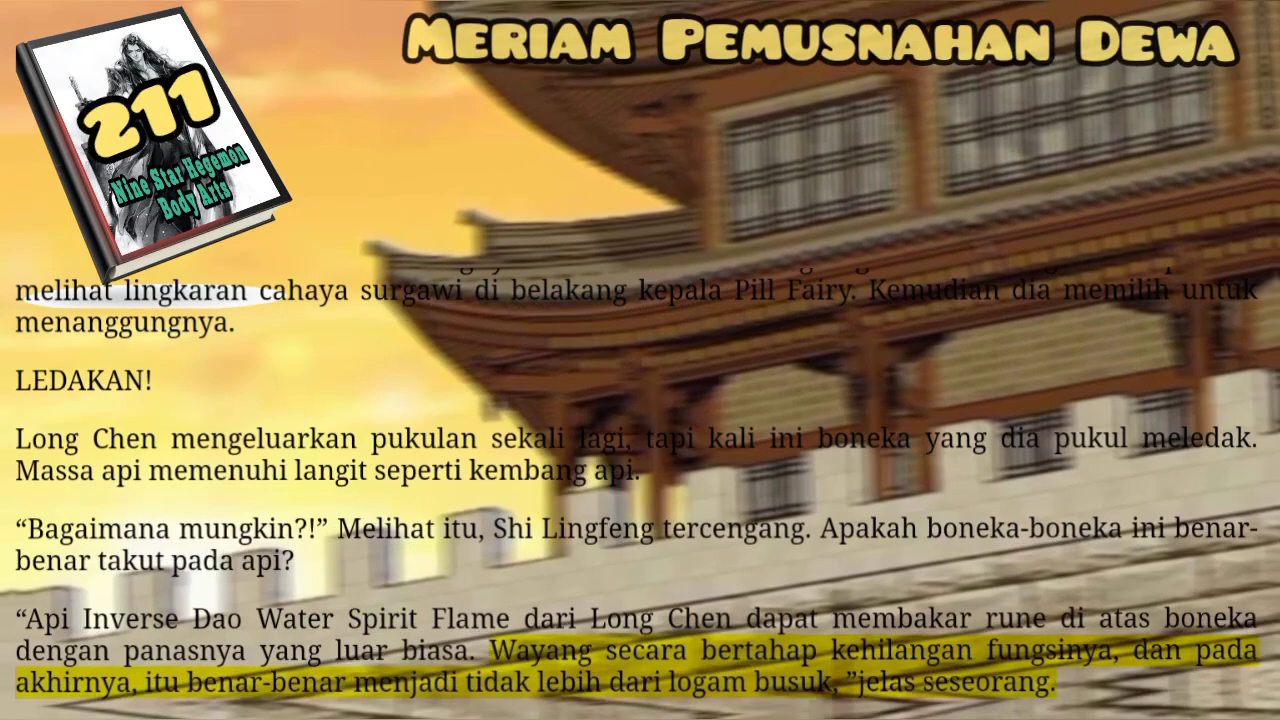 MERIAM PEMUSNAHAN DEWA
211
Nine Star Hegemon
Body Arts
melihat lingkaran cahaya surgawi di belakang kepala Pill Fairy. Kemudian dia memilih untuk
menanggungnya.
LEDAKAN!
Long Chen mengeluarkan pukulan sekali lagi, tapi kali ini boneka yang dia pukul meledak.
Massa api memenuhi langit seperti kembang api.
“Bagaimana mungkin?!” Melihat itu, Shi Lingfeng tercengang. Apakah boneka-boneka ini benar-
benar takut pada api?
“Api Inverse Dao Water Spirit Flame dari Long Chen dapat membakar rune di atas boneka
dengan panasnya yang luar biasa. Wayang secara bertahap kehilangan fungsinya, dan pada
akhirnya, itu benar-benar menjadi tidak lebih dari logam busuk, ”jelas seseorang.